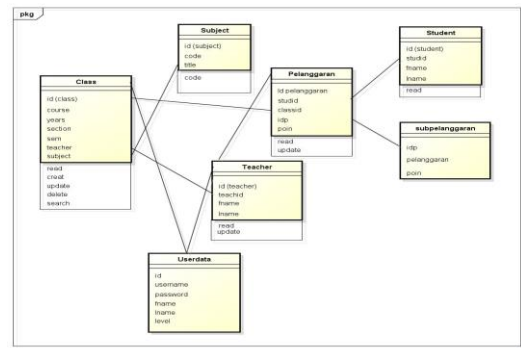 pkg
Subject
id (subject)
code
title
code
Student
id (student)
studid
fname
lname
read
Class
id (class)
course
years
section
sem
teacher
subject
read
creat
update
delete
search
Pelanggaran
Id pelanggaran
studid
classid
idp
poin
read
update
subpelanggaran
idp
pelanggaran
poin
Teacher
id (teacher)
teachid
fname
lname
read
update
Userdata
id
username
password
fname
lname
level